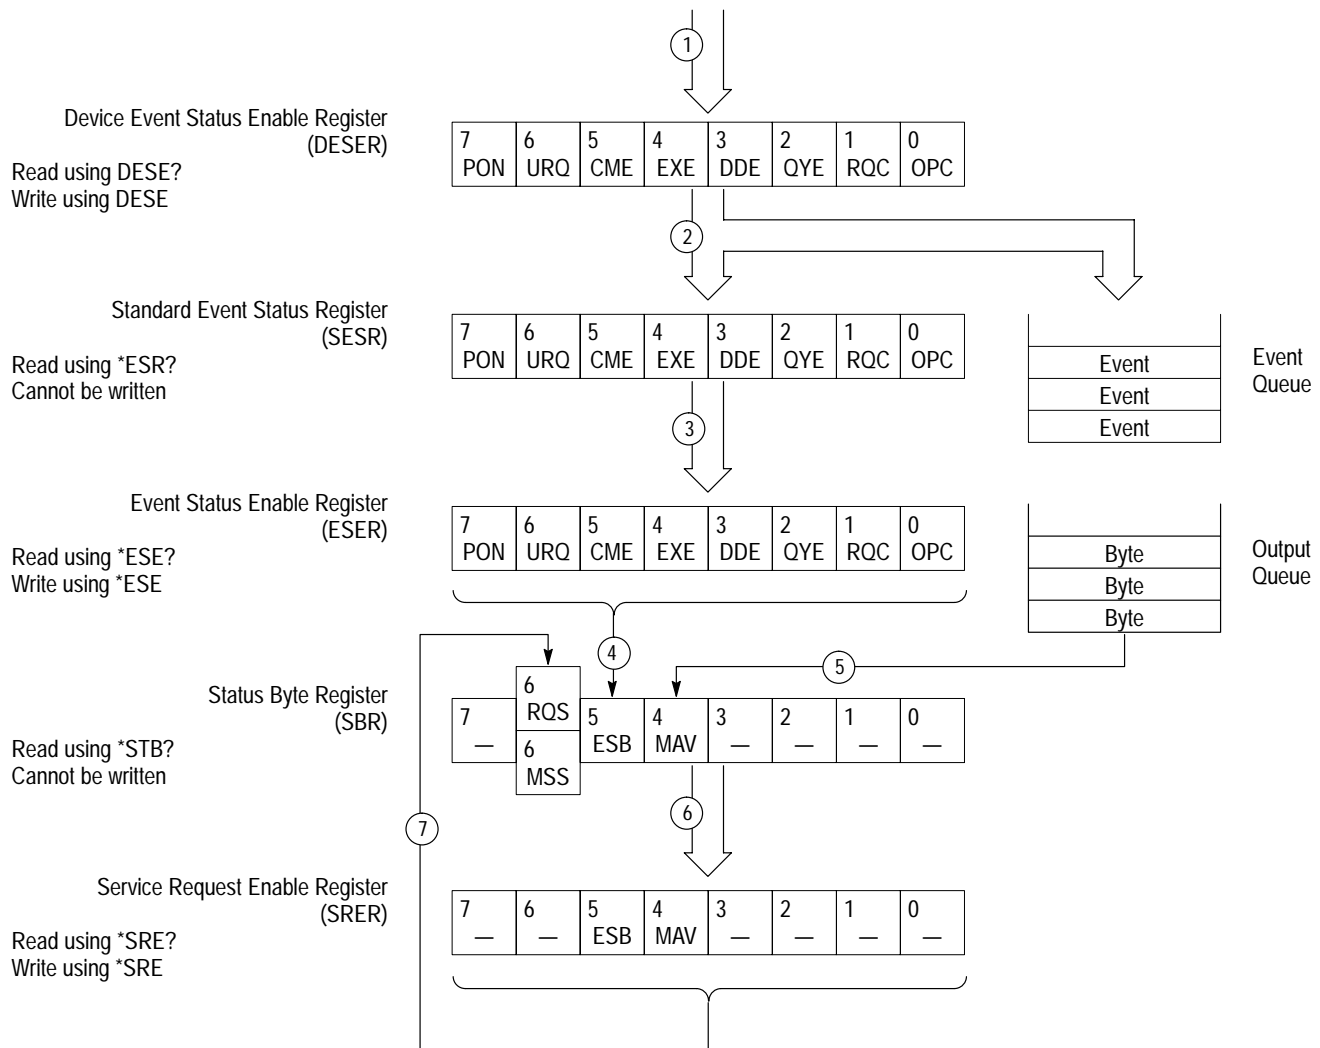 1
Device Event Status Enable Register
(DESER)
Read using DESE?
Write using DESE
7 6 5 4 3 2 1 0
PON URQ CME EXE DDE QYE RQC OPC
2
Standard Event Status Register
(SESR)
Read using *ESR?
Cannot be written
7 6 5 4 3 2 1 0
PON URQ CME EXE DDE QYE RQC OPC
Event
Event
Event
Event
Queue
3
Event Status Enable Register
(ESER)
Read using *ESE?
Write using *ESE
7 6 5 4 3 2 1 0
PON URQ CME EXE DDE QYE RQC OPC
Byte
Byte
Byte
Output
Queue
4
5
Status Byte Register
(SBR)
Read using *STB?
Cannot be written
6
RQS
7 5 4 3 2 1 0
— ESB MAV — — — —
6
MSS
6
7
Service Request Enable Register
(SRER)
Read using *SRE?
Write using *SRE
7 6 5 4 3 2 1 0
— — ESB MAV — — — —